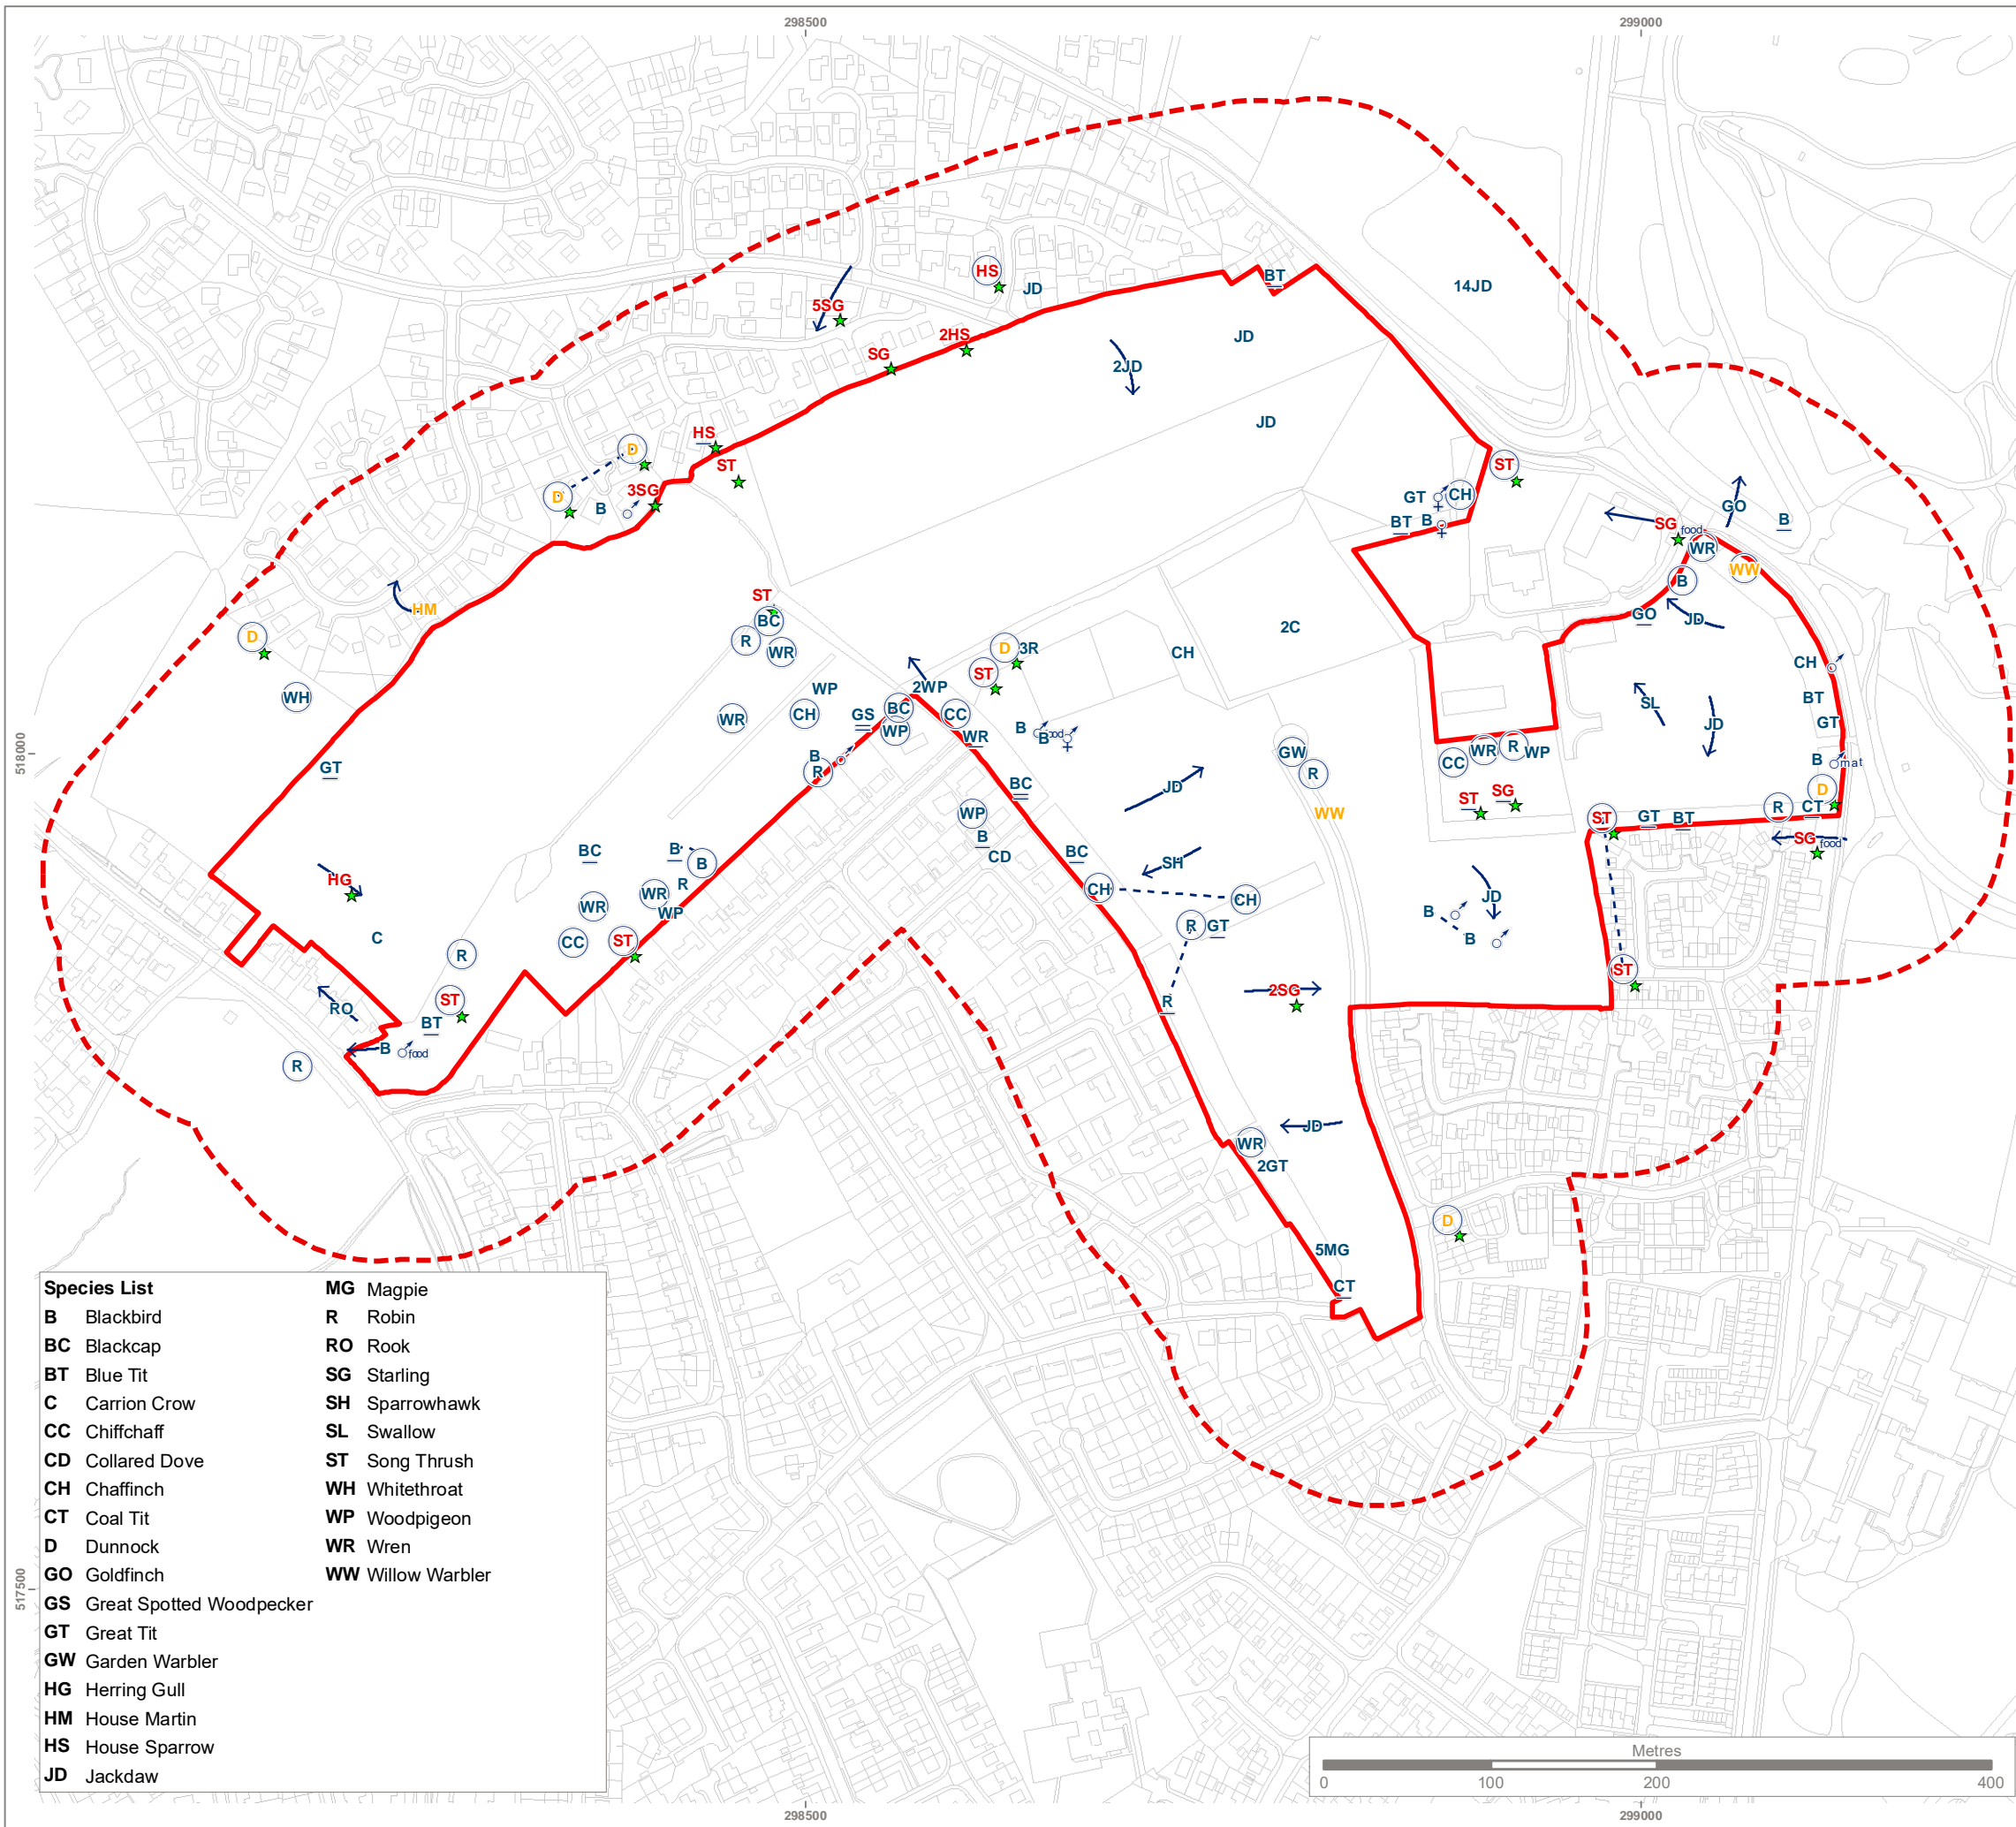 298500 299000
HS
JD
BT
14JD
5SG
2HS
JD
SG
2JD
JD
HS
D
ST
ST
D
3SG
B
GT CH
BT B
GO
SG food
B
WR
WW
B
HM
ST
BC
R
WR
D
D 3R
ST
CH
2C
GO
JD
CH
WH
WP
2WP
WR
CH
GS
BC
WP
CC
WR
B
B food
SL
BT
JD
GT
518000
GT
B
R
GW
R
CC
WR
R
WP
B mat
JD
BC
WP
B
CD
WW
ST
SG
D
R
CT
ST
GT
BT
SG food
BC
B
B
R
BC
SH
HG
WR
WR
WP
CH
CH
JD
C
CC
ST
R
GT
B
B
R
ST
ST
2SG
RO
BT
R
B food
R
JD
WR
2GT
D
5MG
CT
Species List
B Blackbird
BC Blackcap
BT Blue Tit
C Carrion Crow
CC Chiffchaff
CD Collared Dove
CH Chaffinch
CT Coal Tit
D Dunnock
GO Goldfinch
GS Great Spotted Woodpecker
GT Great Tit
GW Garden Warbler
HG Herring Gull
HM House Martin
HS House Sparrow
JD Jackdaw
MG Magpie
R Robin
RO Rook
SG Starling
SH Sparrowhawk
SL Swallow
ST Song Thrush
WH Whitethroat
WP Woodpigeon
WR Wren
WW Willow Warbler
517500
Metres
0 100 200 400
298500 299000